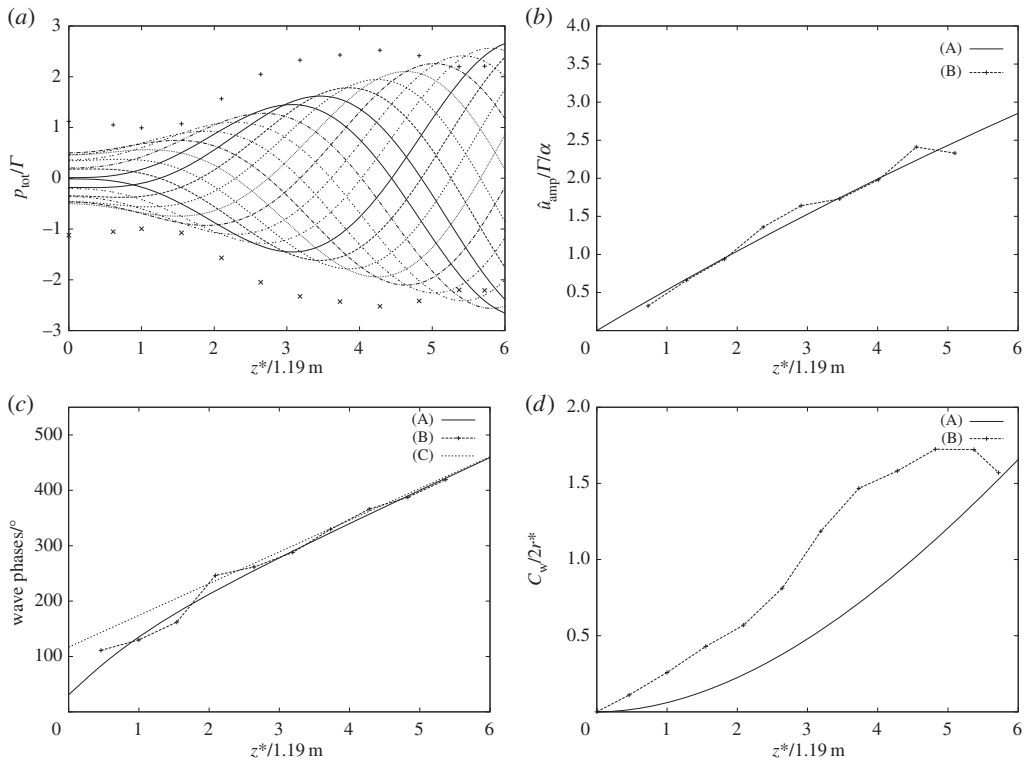 (a)
3
2
1
0
−1
−2
−3
p_tot/Γ
0 1 2 3 4 5 6
z*/1.19 m
(b)
4.0
3.5
3.0
2.5
2.0
1.5
1.0
0.5
û_amp/Γ/α
(A)
(B)
0 1 2 3 4 5 6
z*/1.19 m
(c)
500
400
300
200
100
wave phases/°
(A)
(B)
(C)
0 1 2 3 4 5 6
z*/1.19 m
(d)
2.0
1.5
1.0
0.5
C_w/2r*
(A)
(B)
0 1 2 3 4 5 6
z*/1.19 m